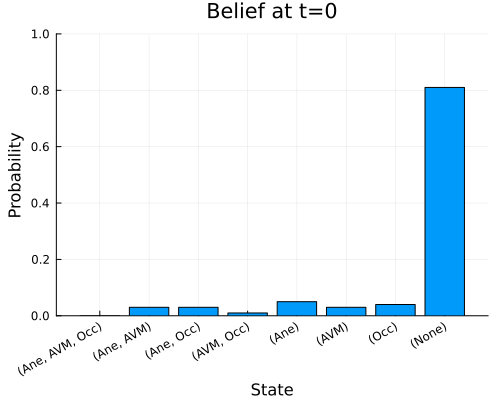 Belief at t=0
1.0
0.8
0.6
0.4
0.2
0.0
Probability
(Ane, AVM, Occ)
(Ane, AVM)
(Ane, Occ)
(AVM, Occ)
(Ane)
(AVM)
(Occ)
(None)
State